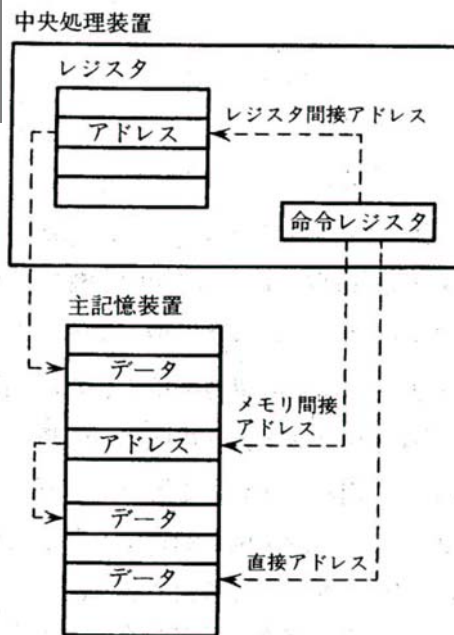 中央処理装置
レジスタ
アドレス
レジスタ間接アドレス
命令レジスタ
主記憶装置
データ
メモリ間接
アドレス
アドレス
データ
データ
直接アドレス